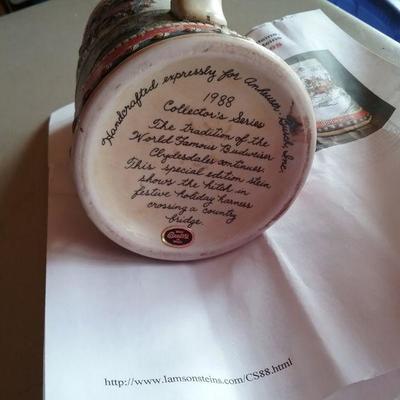 Handcrafted expressly for Anheuser-Busch, Inc.
1988
Collector's Series
The Tradition of the
World Famous Budweiser
Clydesdales continues.
This special edition stein
shows the hitch in
festive holiday harness
crossing a country
bridge.
http://www.lamsonsteins.com/CS88.html